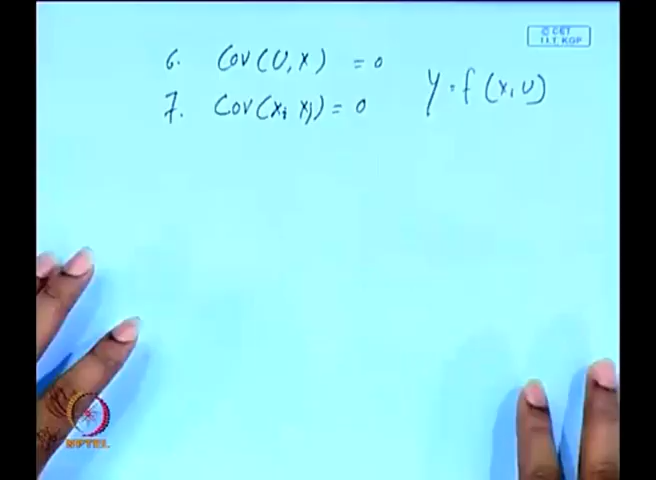 6. Cov(U, X) = 0
7. Cov(Xi Xj) = 0
y = f(X, U)
© CET
I.I.T. KGP
NPTEL